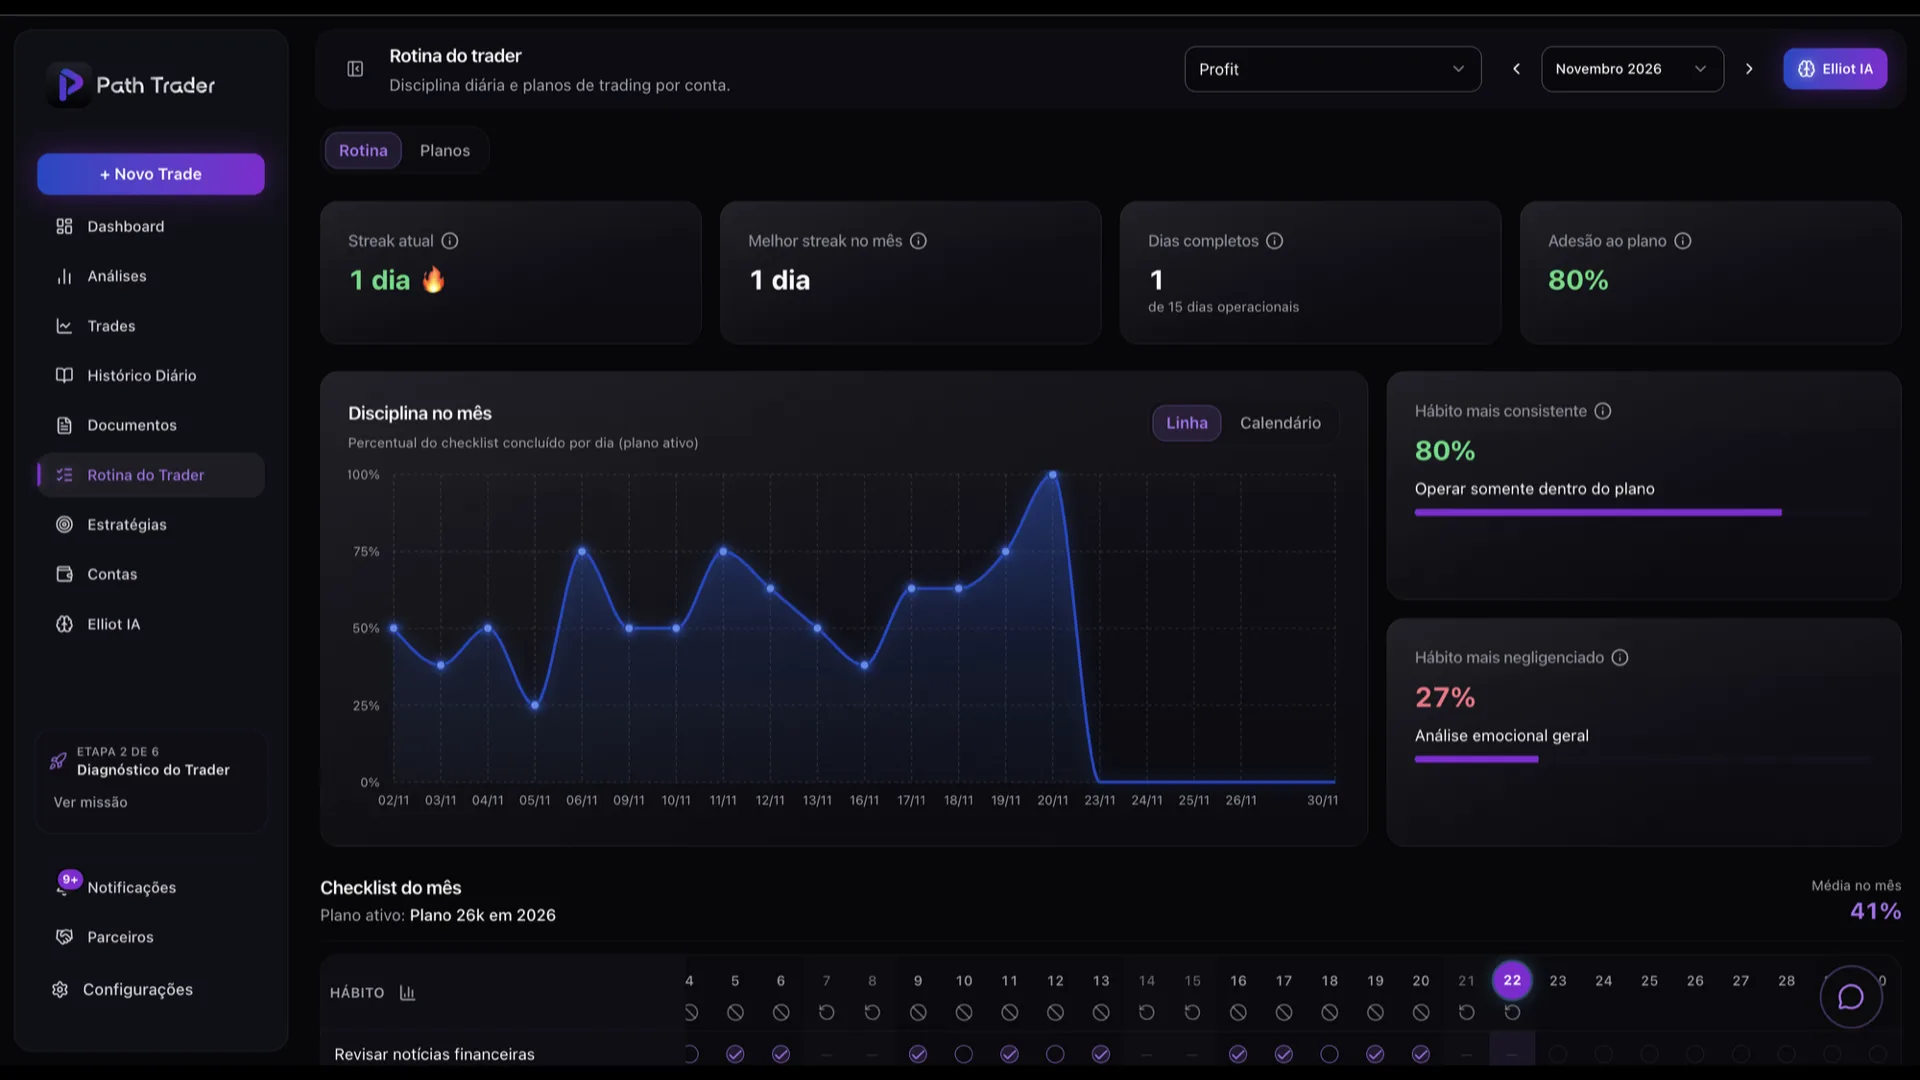 Path Trader
+ Novo Trade
Dashboard
Análises
Trades
Histórico Diário
Documentos
Rotina do Trader
Estratégias
Contas
Elliot IA
ETAPA 2 DE 6
Diagnóstico do Trader
Ver missão
9+
Notificações
Parceiros
Configurações
Rotina do trader
Disciplina diária e planos de trading por conta.
Profit
Novembro 2026
Elliot IA
Rotina
Planos
Streak atual
1 dia 🔥
Melhor streak no mês
1 dia
Dias completos
1
de 15 dias operacionais
Adesão ao plano
80%
Disciplina no mês
Percentual do checklist concluído por dia (plano ativo)
Linha
Calendário
100%
75%
50%
25%
0%
02/11 03/11 04/11 05/11 06/11 09/11 10/11 11/11 12/11 13/11 16/11 17/11 18/11 19/11 20/11 23/11 24/11 25/11 26/11 30/11
Hábito mais consistente
80%
Operar somente dentro do plano
Hábito mais negligenciado
27%
Análise emocional geral
Checklist do mês
Plano ativo: Plano 26k em 2026
Média no mês
41%
HÁBITO
4 5 6 7 8 9 10 11 12 13 14 15 16 17 18 19 20 21 22 23 24 25 26 27 28
Revisar notícias financeiras